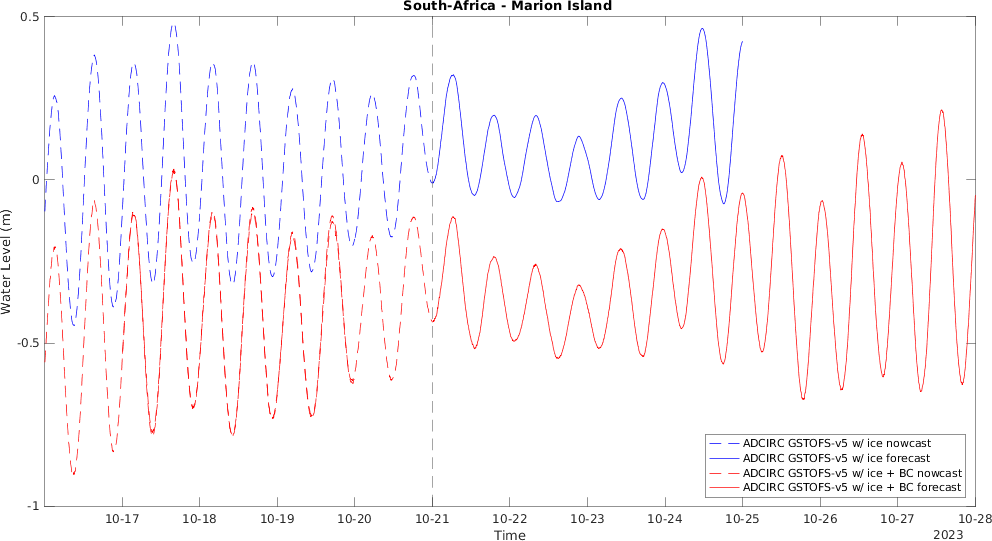 South-Africa - Marion Island
Water Level (m)
0.5
0
-0.5
-1
ADCIRC GSTOFS-v5 w/ ice nowcast
ADCIRC GSTOFS-v5 w/ ice forecast
ADCIRC GSTOFS-v5 w/ ice + BC nowcast
ADCIRC GSTOFS-v5 w/ ice + BC forecast
10-17 10-18 10-19 10-20 10-21 10-22 10-23 10-24 10-25 10-26 10-27 10-28
Time
2023